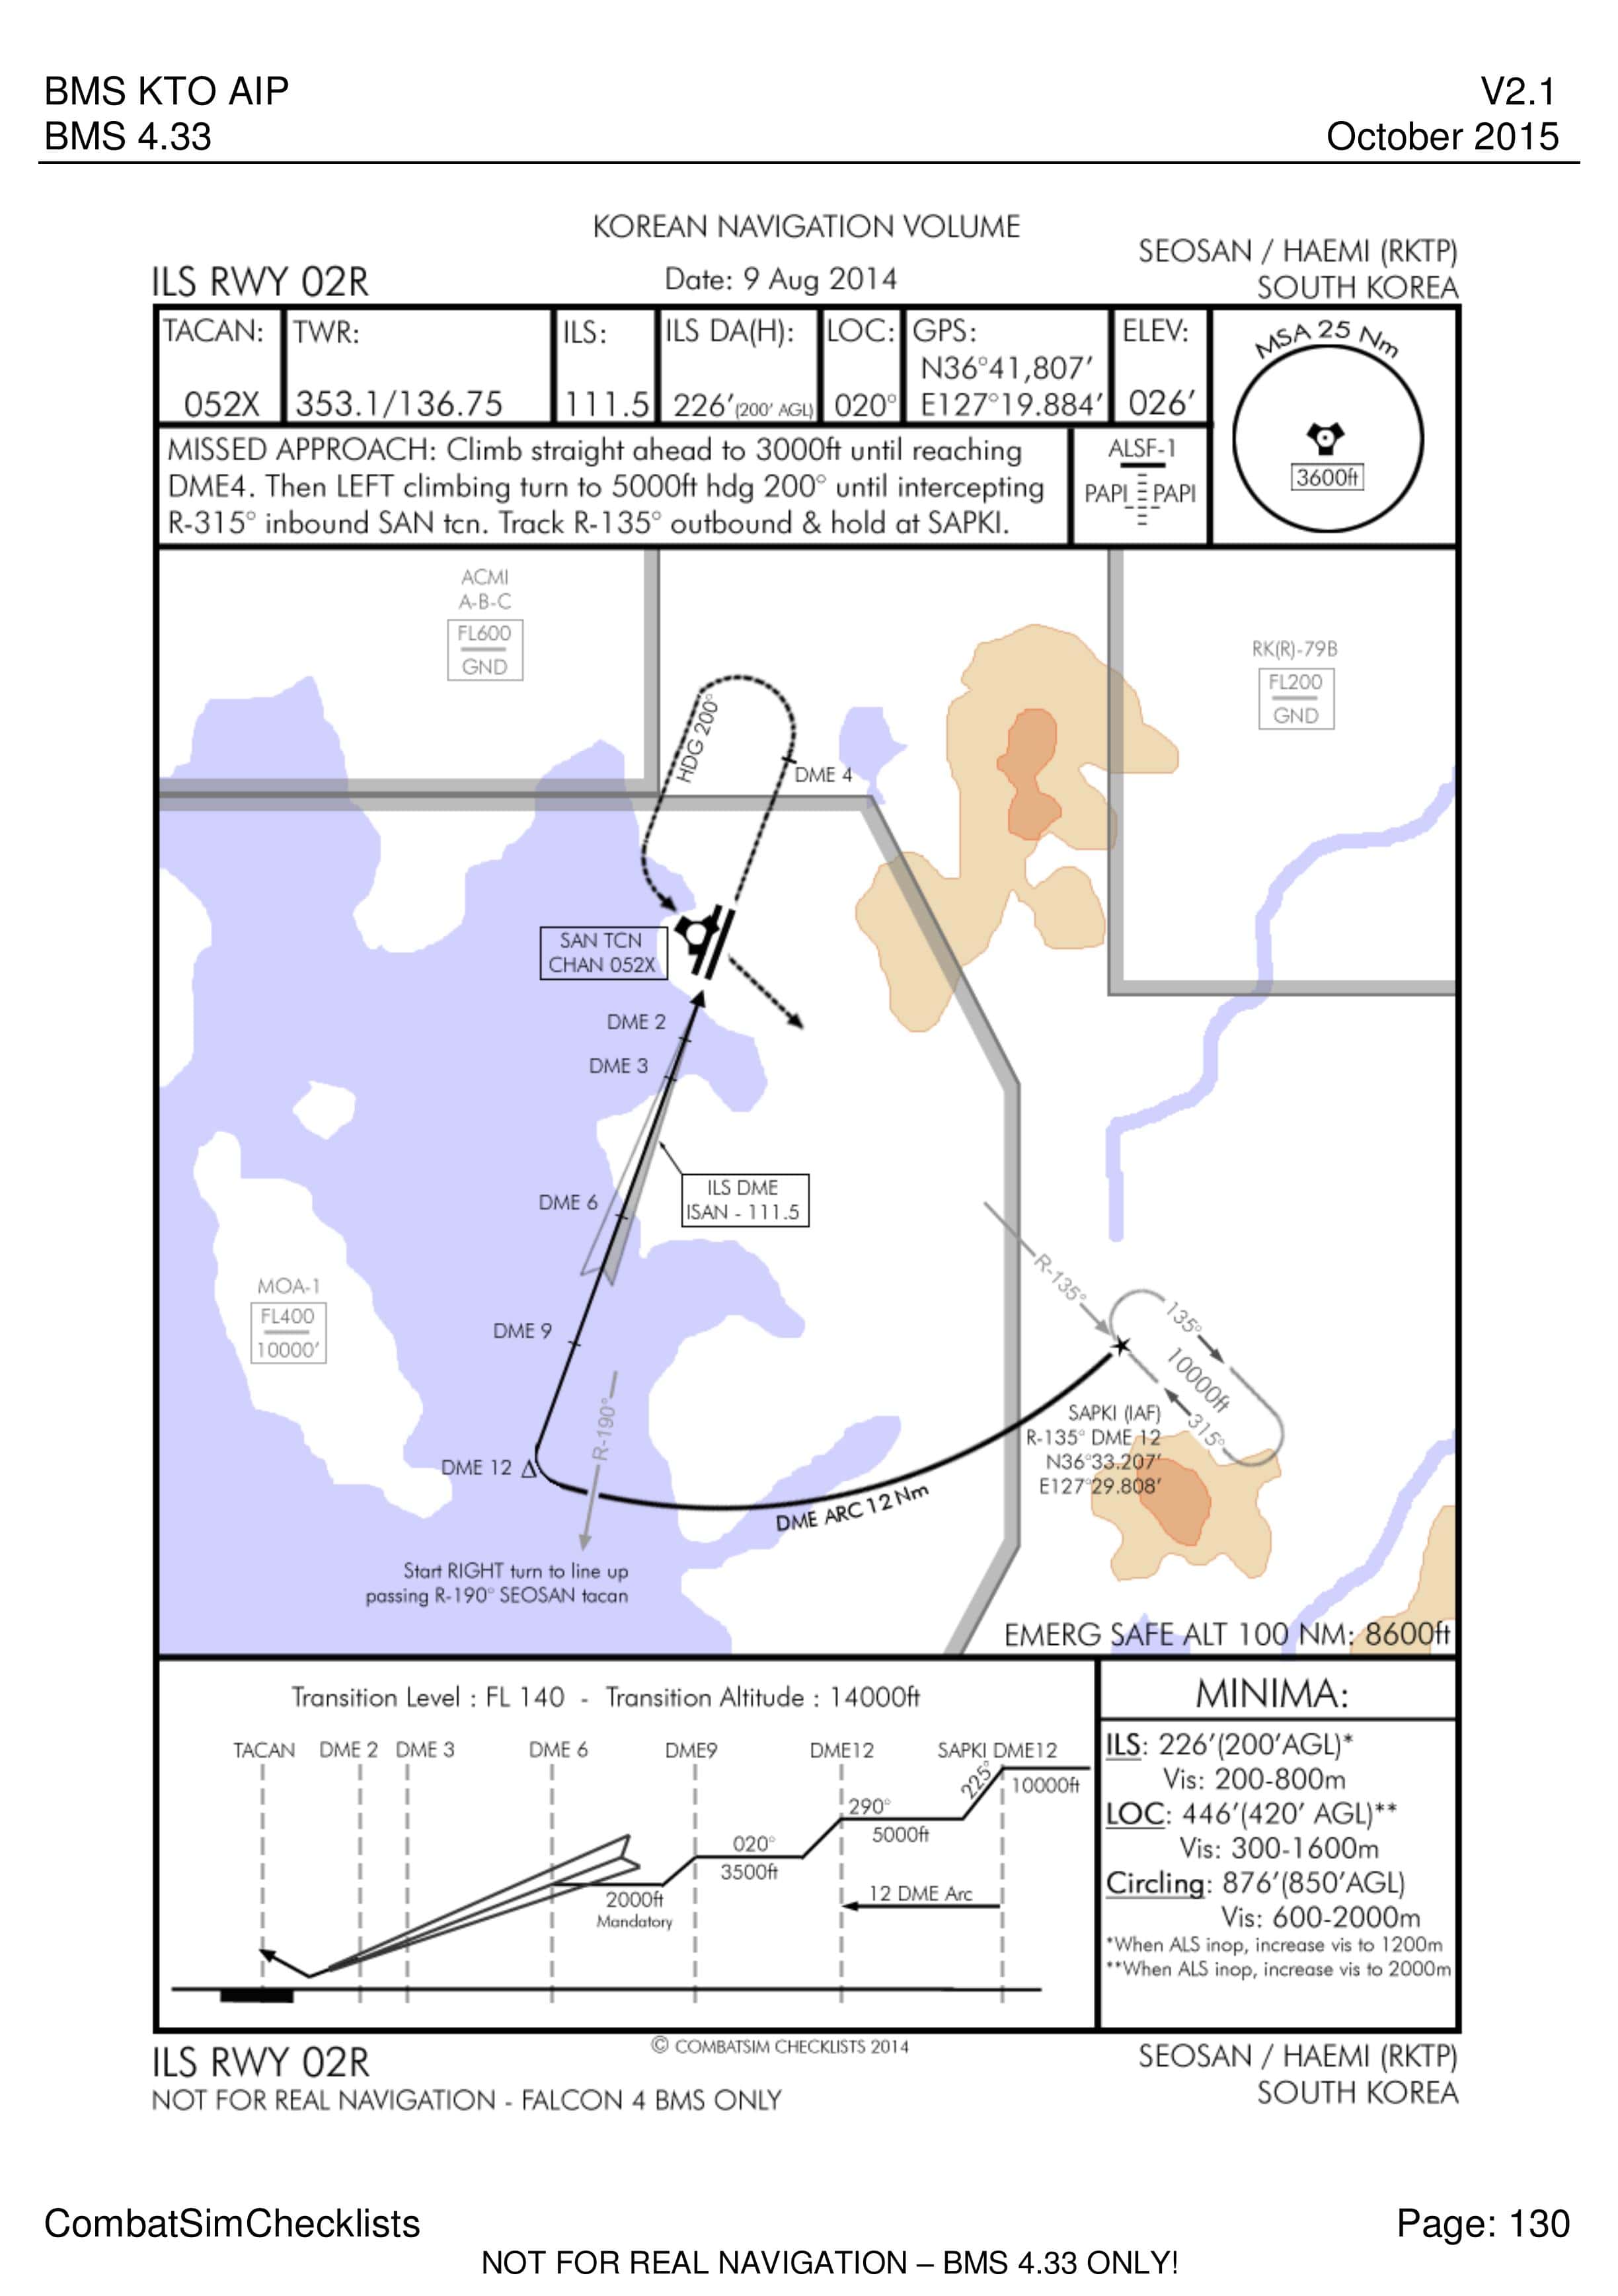 BMS KTO AIP
V2.1
BMS 4.33
October 2015
KOREAN NAVIGATION VOLUME
SEOSAN / HAEMI (RKTP)
ILS RWY 02R
Date: 9 Aug 2014
SOUTH KOREA
TACAN:
052X
TWR:
353.1/136.75
ILS:
111.5
ILS DA(H):
226'(200' AGL)
LOC:
020°
GPS:
N36°41,807'
E127°19.884'
ELEV:
026'
MSA 25 Nm
3600ft
MISSED APPROACH: Climb straight ahead to 3000ft until reaching
DME4. Then LEFT climbing turn to 5000ft hdg 200° until intercepting
R-315° inbound SAN tcn. Track R-135° outbound & hold at SAPKI.
ALSF-1
PAPI PAPI
ACMI
A-B-C
FL600
GND
RK(R)-79B
FL200
GND
HDG 200°
DME 4
SAN TCN
CHAN 052X
DME 2
DME 3
ILS DME
ISAN - 111.5
DME 6
R-135°
MOA-1
FL400
10000'
DME 9
135°
10000ft
315°
R-190°
SAPKI (IAF)
R-135° DME 12
N36°33.207'
E127°29.808'
DME 12
DME ARC 12 Nm
Start RIGHT turn to line up
passing R-190° SEOSAN tacan
EMERG SAFE ALT 100 NM: 8600ft
Transition Level : FL 140 - Transition Altitude : 14000ft
TACAN DME 2 DME 3 DME 6 DME9 DME12 SAPKI DME12
225°
10000ft
290°
5000ft
020°
3500ft
2000ft
Mandatory
12 DME Arc
MINIMA:
ILS: 226'(200'AGL)*
Vis: 200-800m
LOC: 446'(420' AGL)**
Vis: 300-1600m
Circling: 876'(850'AGL)
Vis: 600-2000m
*When ALS inop, increase vis to 1200m
**When ALS inop, increase vis to 2000m
© COMBATSIM CHECKLISTS 2014
ILS RWY 02R
SEOSAN / HAEMI (RKTP)
NOT FOR REAL NAVIGATION - FALCON 4 BMS ONLY
SOUTH KOREA
CombatSimChecklists
Page: 130
NOT FOR REAL NAVIGATION – BMS 4.33 ONLY!